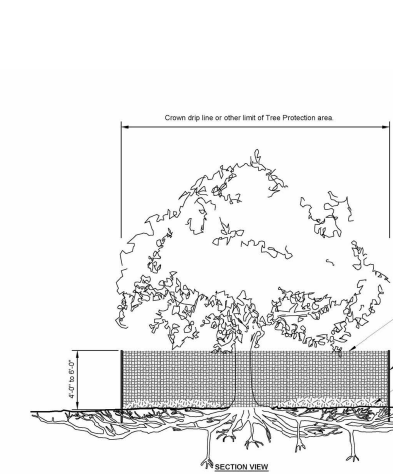 Crown drip line or other limit of Tree Protection area.
4'-0" to 6'-0"
SECTION VIEW